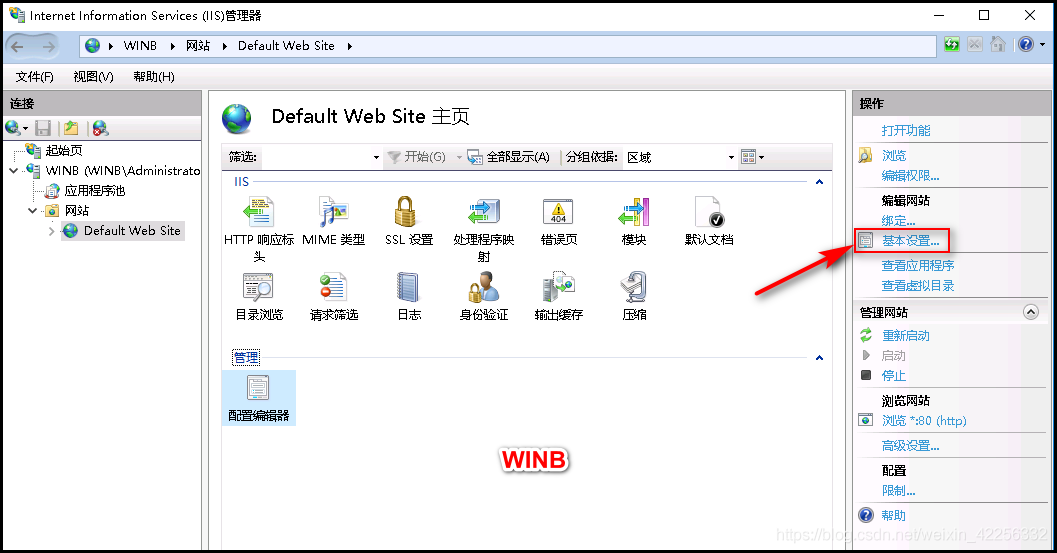 Internet Information Services (IIS)管理器
WINB 网站 Default Web Site
文件(F) 视图(V) 帮助(H)
连接
起始页
WINB (WINB\Administrato
应用程序池
网站
Default Web Site
Default Web Site 主页
筛选: 开始(G) 全部显示(A) 分组依据: 区域
IIS
HTTP 响应标头
MIME 类型
SSL 设置
处理程序映射
错误页
404
模块
默认文档
目录浏览
请求筛选
日志
身份验证
输出缓存
压缩
管理
配置编辑器
WINB
操作
打开功能
浏览
编辑权限...
编辑网站
绑定...
基本设置...
查看应用程序
查看虚拟目录
管理网站
重新启动
启动
停止
浏览网站
浏览 *:80 (http)
高级设置...
配置
限制...
帮助
https://blog.csdn.net/weixin_42256332